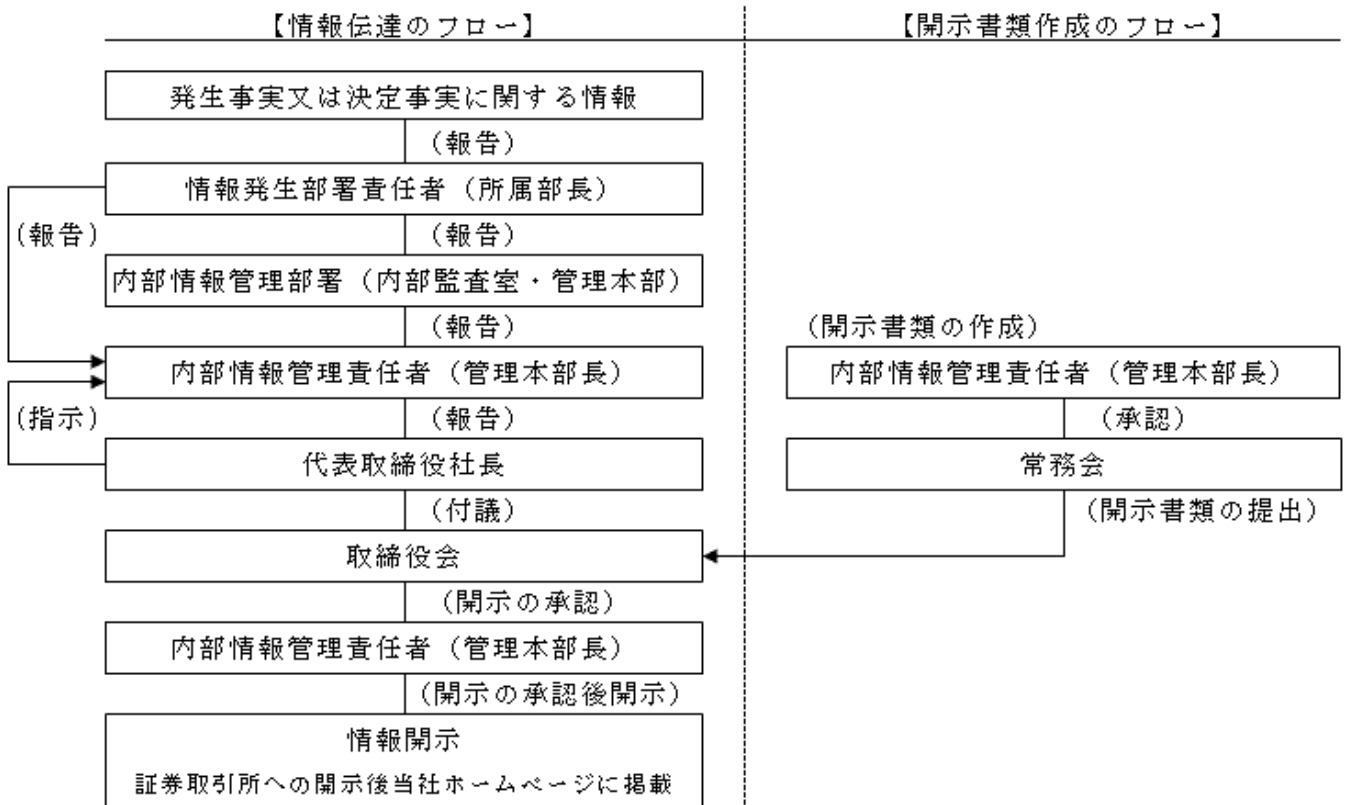 【情報伝達のフロー】
【開示書類作成のフロー】
発生事実又は決定事実に関する情報
（報告）
情報発生部署責任者（所属部長）
（報告）
（報告）
内部情報管理部署（内部監査室・管理本部）
（報告）
（開示書類の作成）
内部情報管理責任者（管理本部長）
内部情報管理責任者（管理本部長）
（指示）
（報告）
（承認）
代表取締役社長
常務会
（付議）
（開示書類の提出）
取締役会
（開示の承認）
内部情報管理責任者（管理本部長）
（開示の承認後開示）
情報開示
証券取引所への開示後当社ホームページに掲載